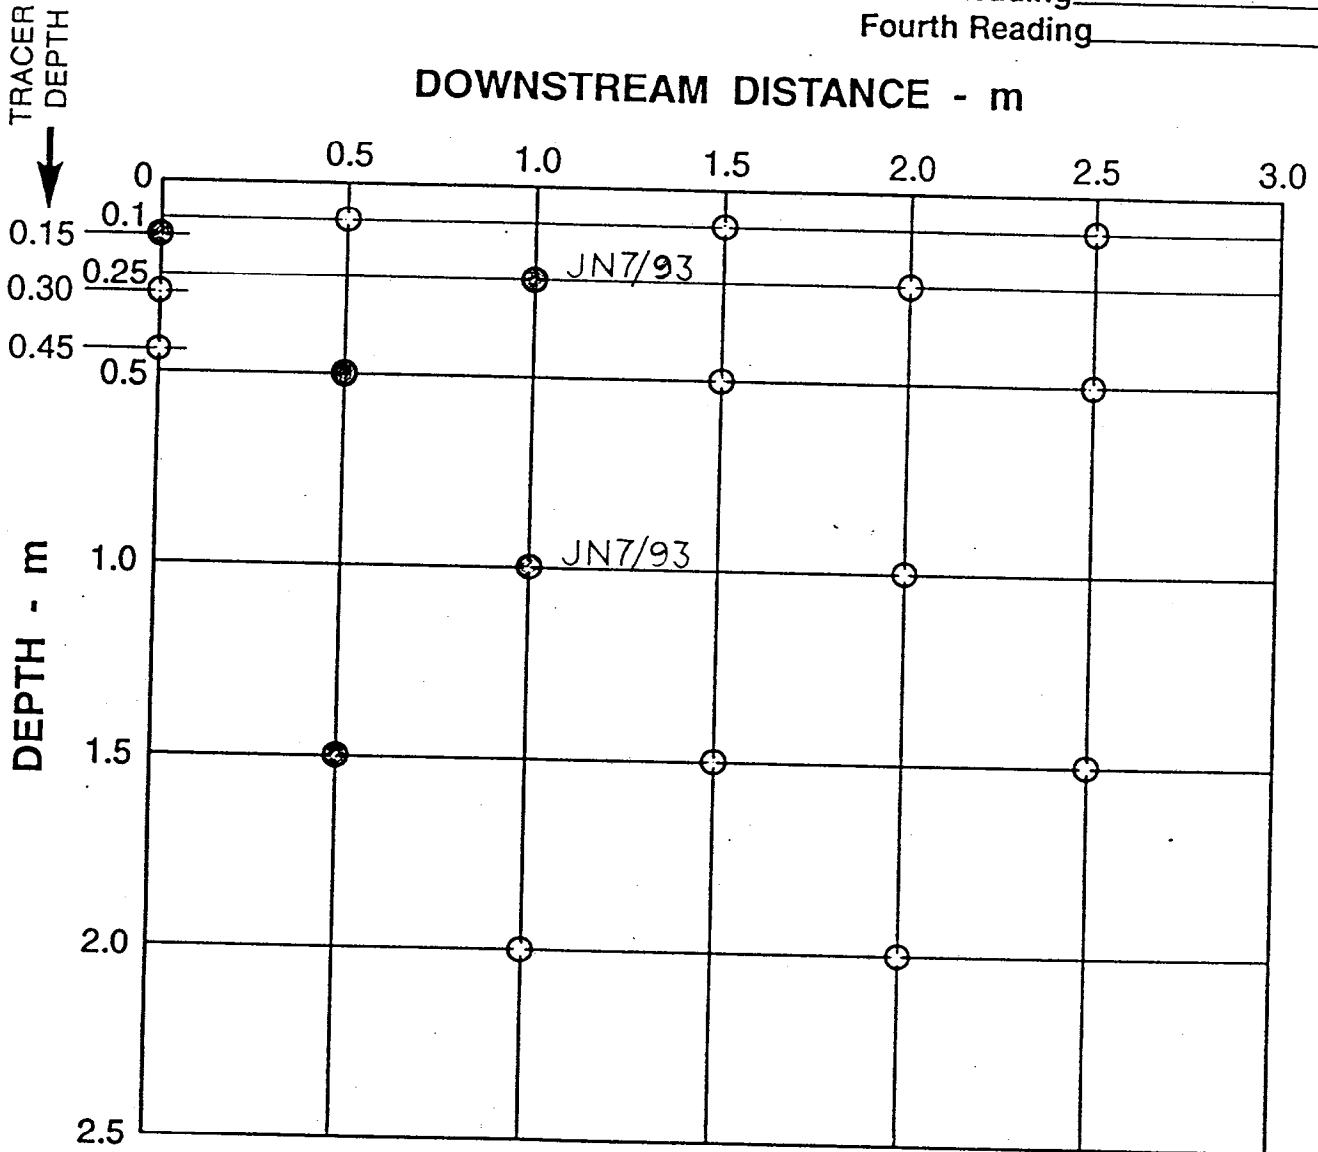 Fourth Reading
TRACER
DEPTH
DOWNSTREAM DISTANCE - m
0 0.5 1.0 1.5 2.0 2.5 3.0
0.1
0.15
0.25 JN7/93
0.30
0.45
0.5
1.0 JN7/93
DEPTH - m
1.5
2.0
2.5